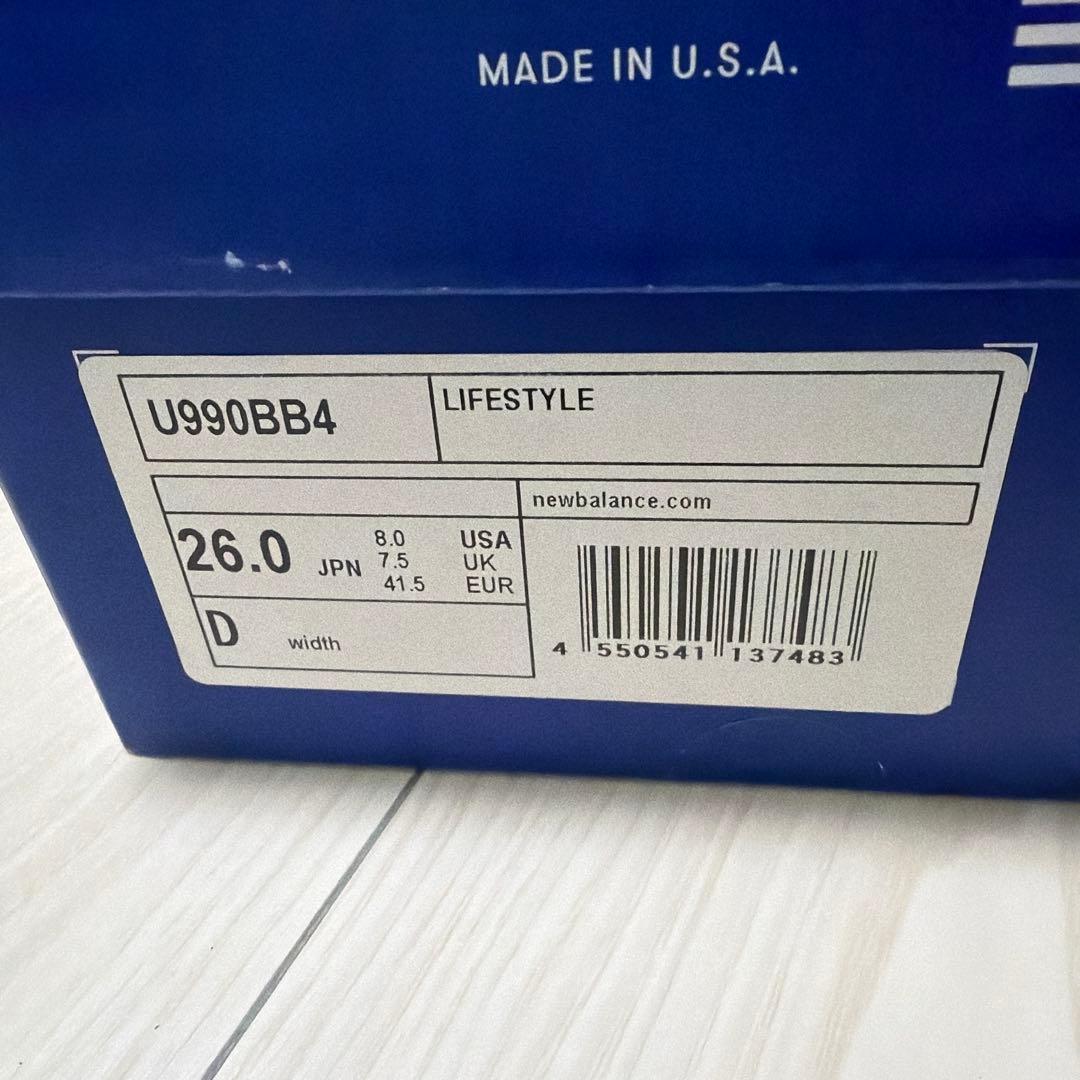 MADE IN U.S.A.
U990BB4
LIFESTYLE
newbalance.com
26.0 JPN
8.0 USA
7.5 UK
41.5 EUR
D width
4 550541 137483